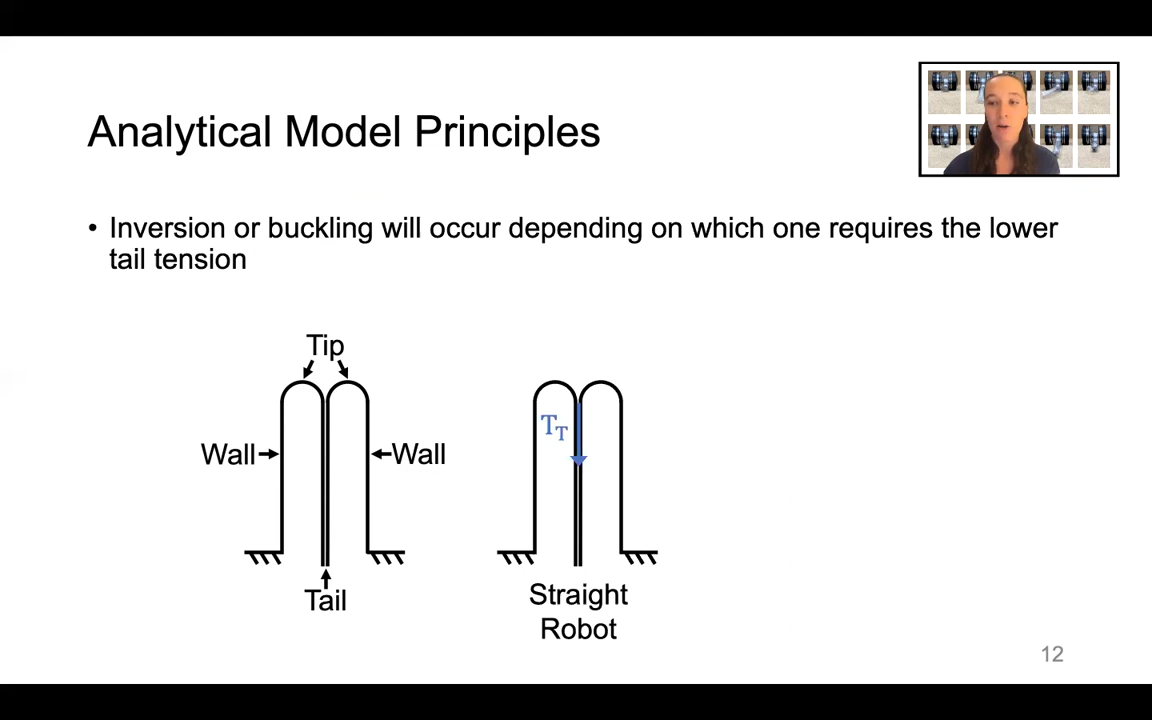 Analytical Model Principles
• Inversion or buckling will occur depending on which one requires the lower
tail tension
Tip
Wall
Wall
Tail
T_T
Straight
Robot
12